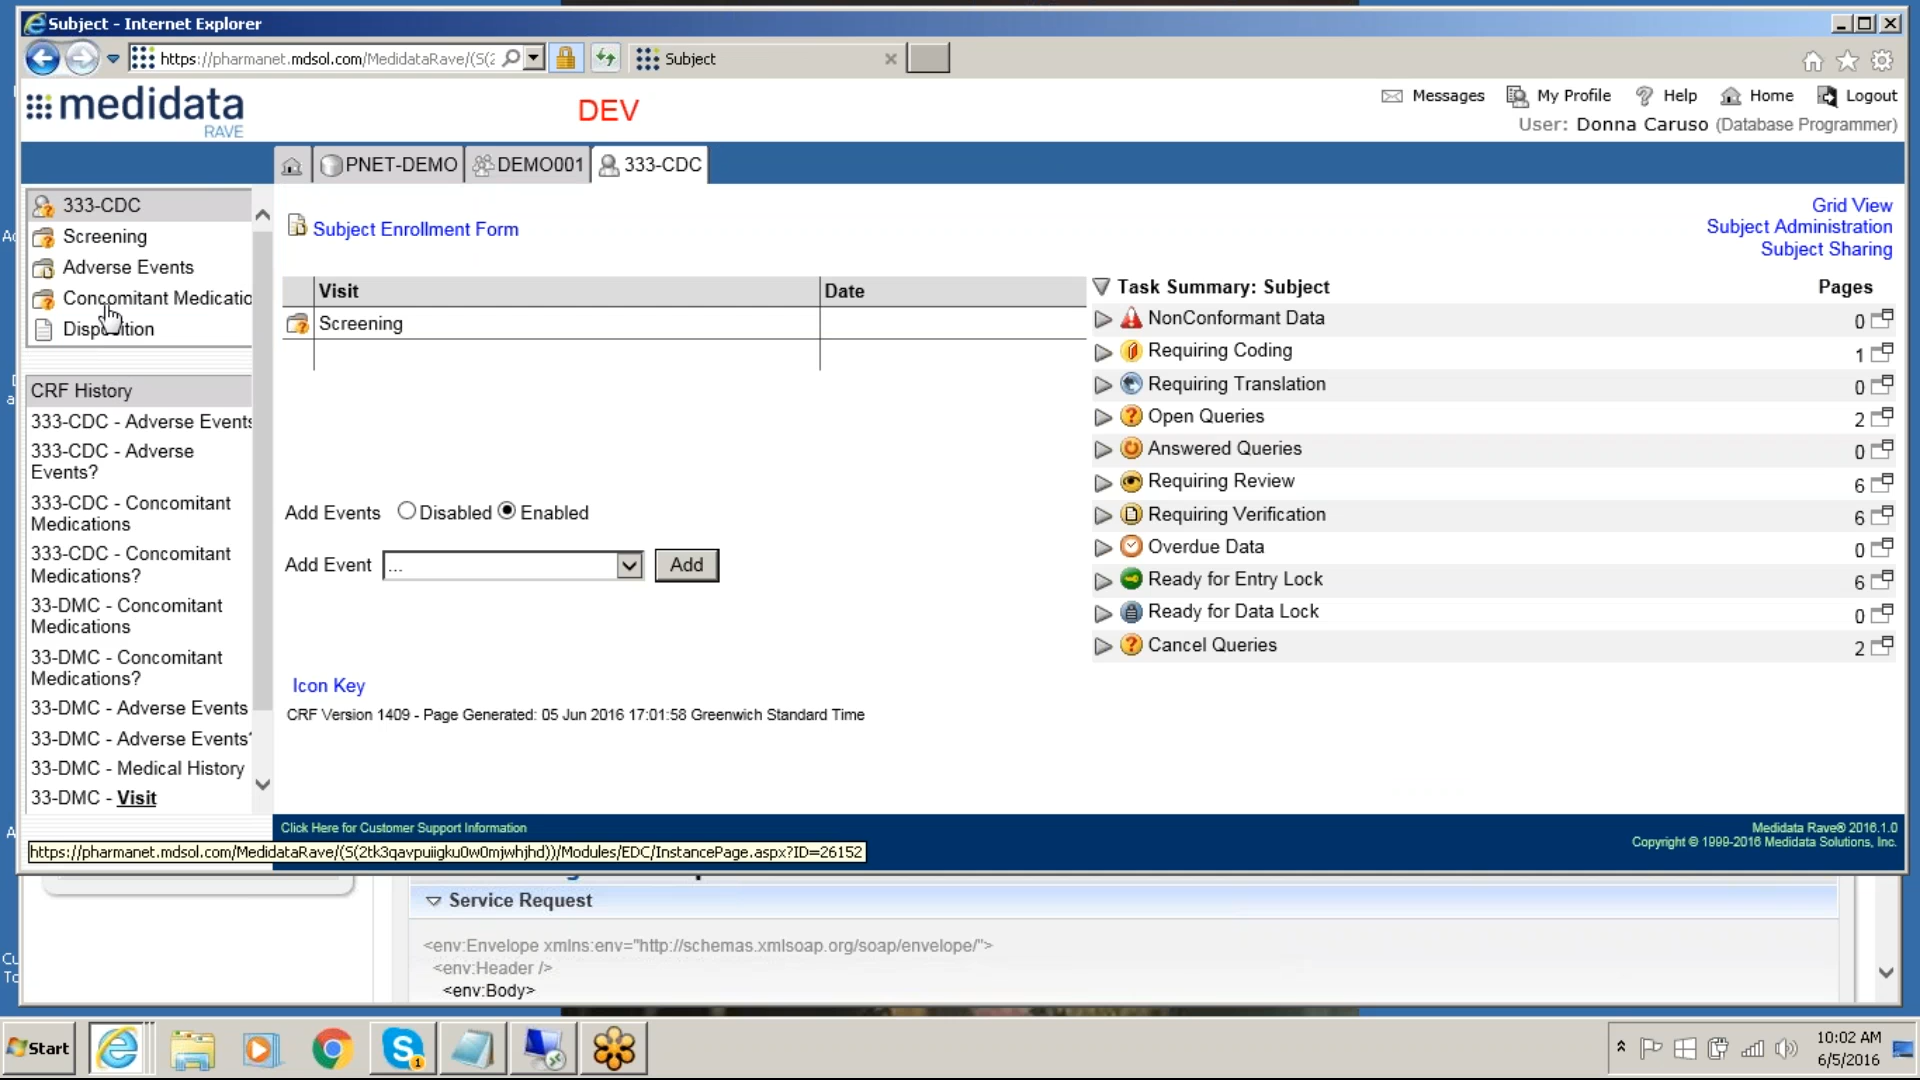 Subject - Internet Explorer
https://pharmanet.mdsol.com/MedidataRave/(S(2
Subject
medidata
RAVE
DEV
Messages
My Profile
Help
Home
Logout
User: Donna Caruso (Database Programmer)
PNET-DEMO
DEMO001
333-CDC
333-CDC
Screening
Adverse Events
Concomitant Medicatio
Disposition
CRF History
333-CDC - Adverse Events
333-CDC - Adverse
Events?
333-CDC - Concomitant
Medications
333-CDC - Concomitant
Medications?
33-DMC - Concomitant
Medications
33-DMC - Concomitant
Medications?
33-DMC - Adverse Events
33-DMC - Adverse Events?
33-DMC - Medical History
33-DMC - Visit
Subject Enrollment Form
Grid View
Subject Administration
Subject Sharing
Visit Date
Screening
Add Events Disabled Enabled
Add Event ... Add
Icon Key
CRF Version 1409 - Page Generated: 05 Jun 2016 17:01:58 Greenwich Standard Time
Task Summary: Subject Pages
NonConformant Data 0
Requiring Coding 1
Requiring Translation 0
Open Queries 2
Answered Queries 0
Requiring Review 6
Requiring Verification 6
Overdue Data 0
Ready for Entry Lock 6
Ready for Data Lock 0
Cancel Queries 2
Click Here for Customer Support Information
Medidata Rave® 2016.1.0
Copyright © 1999-2016 Medidata Solutions, Inc.
https://pharmanet.mdsol.com/MedidataRave/(S(2tk3qavpuiigku0w0mjwhjhd))/Modules/EDC/InstancePage.aspx?ID=26152
Service Request
<env:Envelope xmlns:env="http://schemas.xmlsoap.org/soap/envelope/">
<env:Header />
<env:Body>
Start
1
10:02 AM
6/5/2016